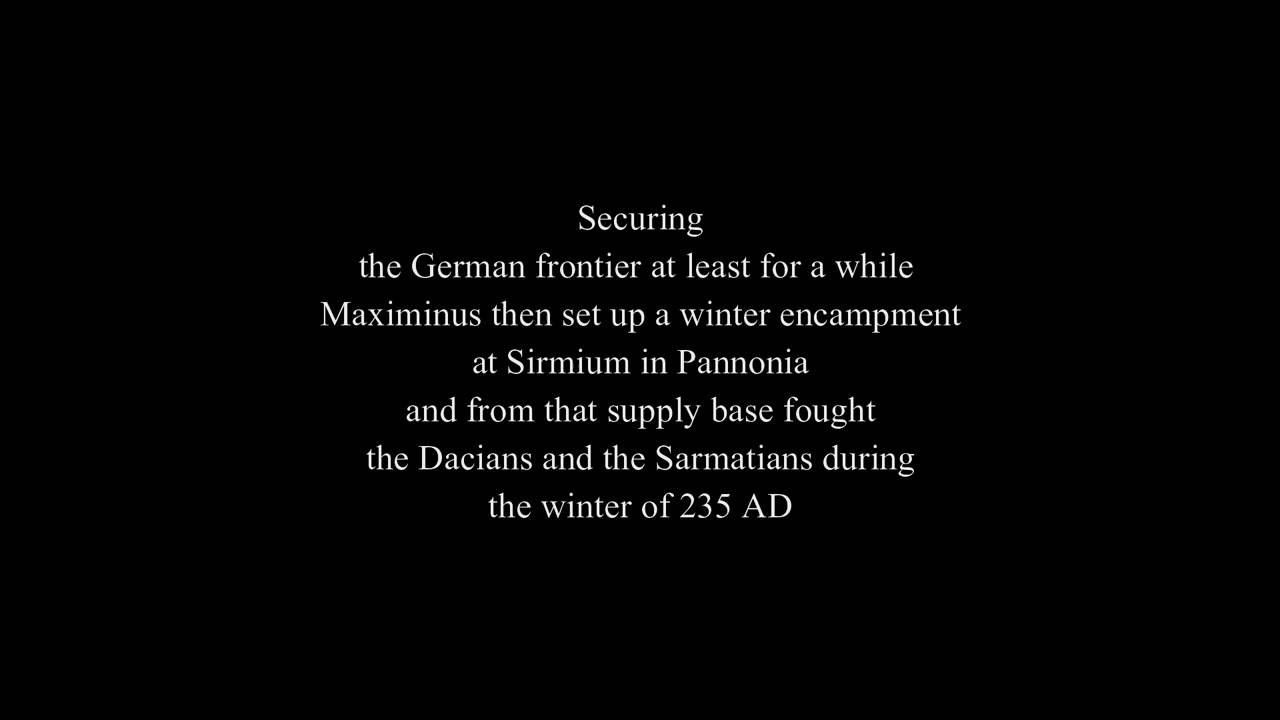 Securing
the German frontier at least for a while
Maximinus then set up a winter encampment
at Sirmium in Pannonia
and from that supply base fought
the Dacians and the Sarmatians during
the winter of 235 AD